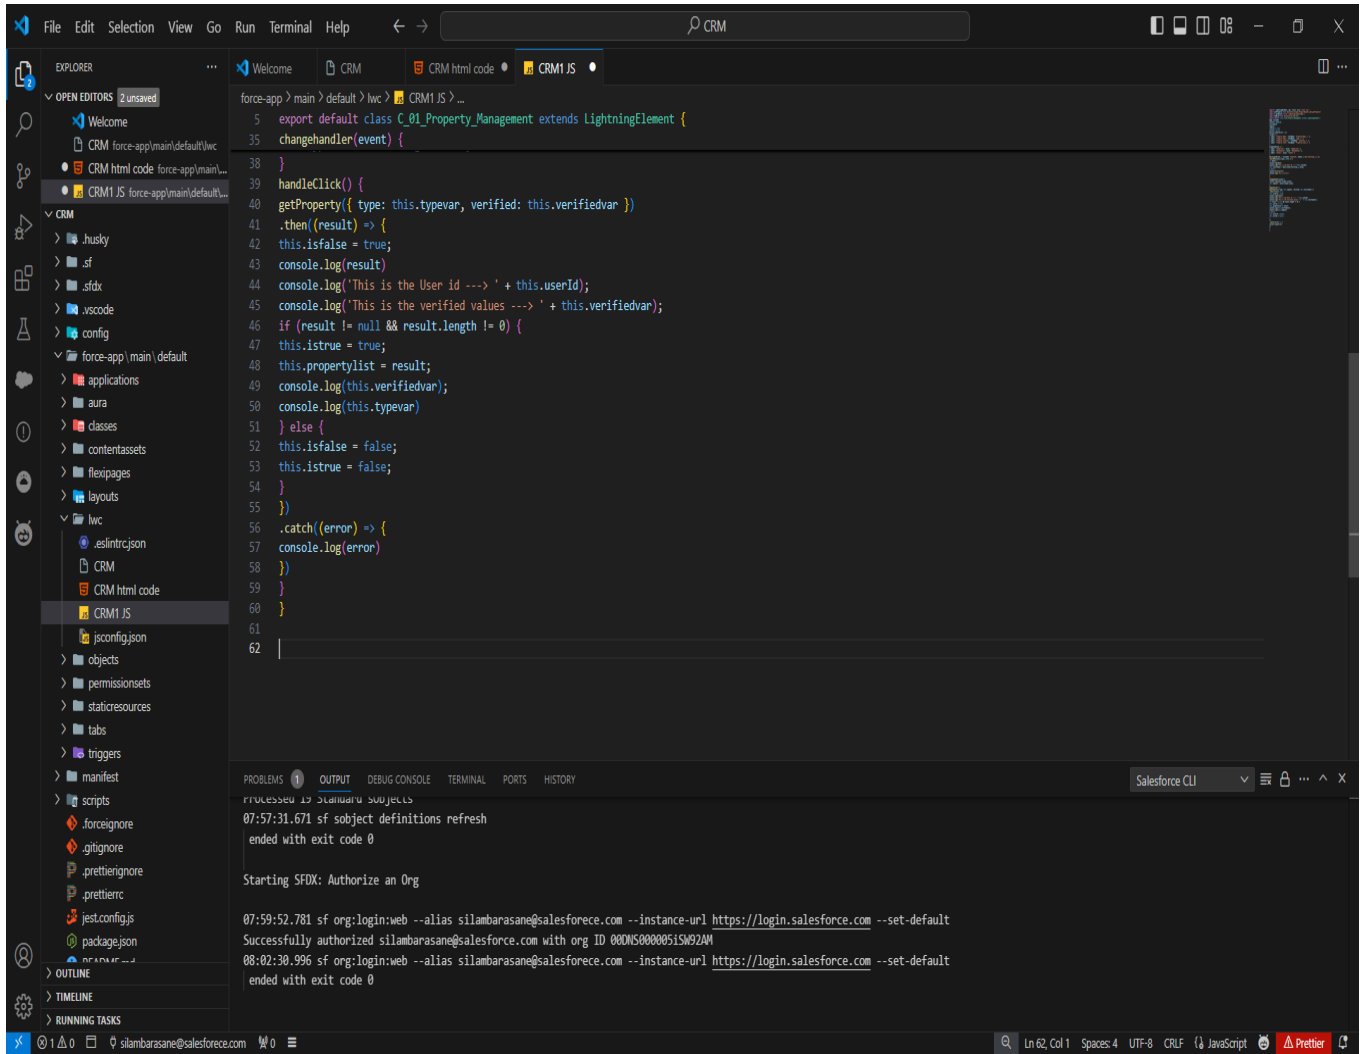 File Edit Selection View Go Run Terminal Help
CRM
EXPLORER
Welcome
CRM
CRM html code
JS CRM1 JS
OPEN EDITORS 2 unsaved
Welcome
CRM force-app\main\default\lwc
CRM html code force-app\main\...
JS CRM1 JS force-app\main\default\...
CRM
.husky
.sf
.sfdx
.vscode
config
force-app\main\default
applications
aura
classes
contentassets
flexipages
layouts
lwc
.eslintrc.json
CRM
CRM html code
JS CRM1 JS
jsconfig.json
objects
permissionsets
staticresources
tabs
triggers
manifest
scripts
.forceignore
.gitignore
.prettierignore
.prettierrc
jest.config.js
package.json
README.md
OUTLINE
TIMELINE
RUNNING TASKS
force-app > main > default > lwc > JS CRM1 JS > ...
5 export default class C_01_Property_Management extends LightningElement {
35 changehandler(event) {
38 }
39 handleClick() {
40 getProperty({ type: this.typevar, verified: this.verifiedvar })
41 .then((result) => {
42 this.isfalse = true;
43 console.log(result)
44 console.log('This is the User id ---> ' + this.userId);
45 console.log('This is the verified values ---> ' + this.verifiedvar);
46 if (result != null && result.length != 0) {
47 this.istrue = true;
48 this.propertylist = result;
49 console.log(this.verifiedvar);
50 console.log(this.typevar)
51 } else {
52 this.isfalse = false;
53 this.istrue = false;
54 }
55 })
56 .catch((error) => {
57 console.log(error)
58 })
59 }
60 }
61
62
PROBLEMS 1 OUTPUT DEBUG CONSOLE TERMINAL PORTS HISTORY
Salesforce CLI
Processed 19 Standard sobjects
07:57:31.671 sf sobject definitions refresh
ended with exit code 0
Starting SFDX: Authorize an Org
07:59:52.781 sf org:login:web --alias silambarasane@salesforece.com --instance-url https://login.salesforce.com --set-default
Successfully authorized silambarasane@salesforce.com with org ID 00DNS000005iSW92AM
08:02:30.996 sf org:login:web --alias silambarasane@salesforece.com --instance-url https://login.salesforce.com --set-default
ended with exit code 0
1 0 silambarasane@salesforece.com 0
Ln 62, Col 1 Spaces: 4 UTF-8 CRLF JavaScript Prettier